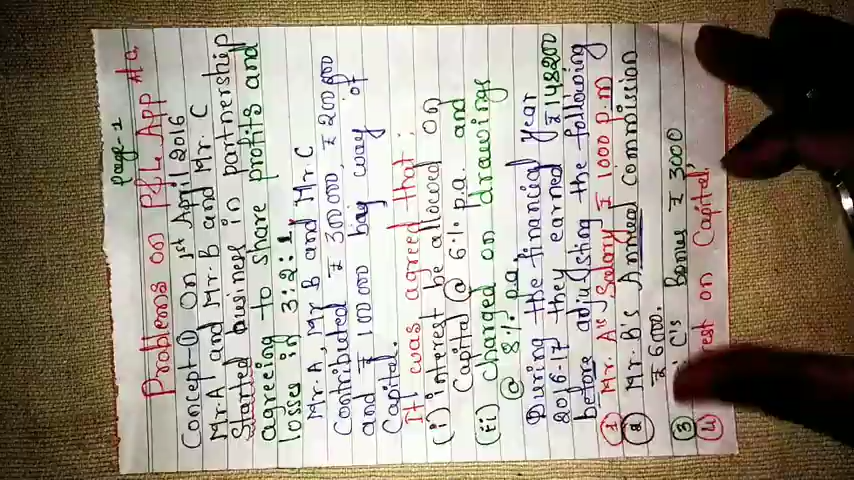 Page-1
Problems on P&L App A/c
Concept-① On 1st April 2016
Mr. A and Mr. B and Mr. C
Started business in partnership
agreeing to share profits and
losses in 3:2:1
Mr. A, Mr B and Mr. C
Contributed ₹ 300000, ₹ 200000
and ₹ 100000 by way of
Capital.
It was agreed that:
(i) interest be allowed on
Capital @ 6% p.a. and
(ii) charged on drawings
@ 8% p.a.
During the financial year
2016-17 they earned ₹148200
before adjusting the following
① Mr. A's Salary ₹ 1000 p.m
② Mr. B's Annual commission
₹ 6000.
③ C's Bonus ₹ 3000
④ on Capital,